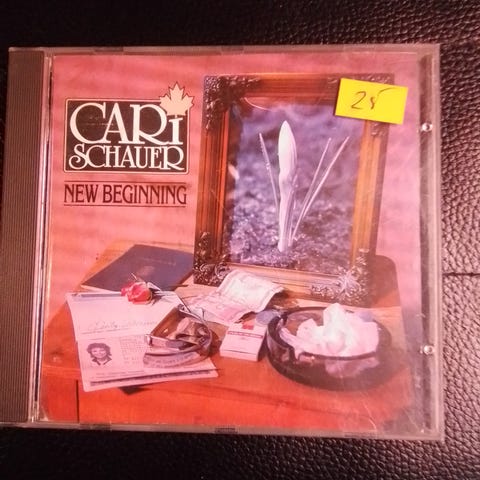 CARI
SCHAUER
NEW BEGINNING
25